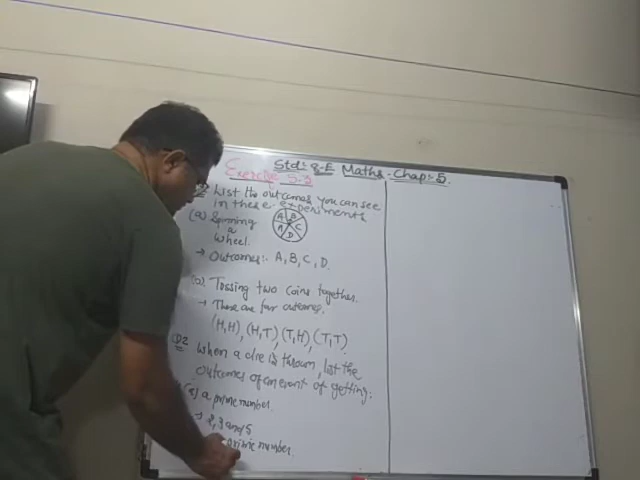 Std: 8-E Maths - Chap: 5.
Exercise 5.3
List the outcomes you can see
in these experiments
(a) Spinning
a
wheel.
A B C D A
→ Outcomes:- A, B, C, D.
Tossing two coins together.
→ There are four outcomes.
(H,H), (H,T), (T,H), (T,T).
Q2 When a die is thrown, list the
outcomes of an event of getting:
(a) a prime number.
→ 2, 3 and 5
prime number.